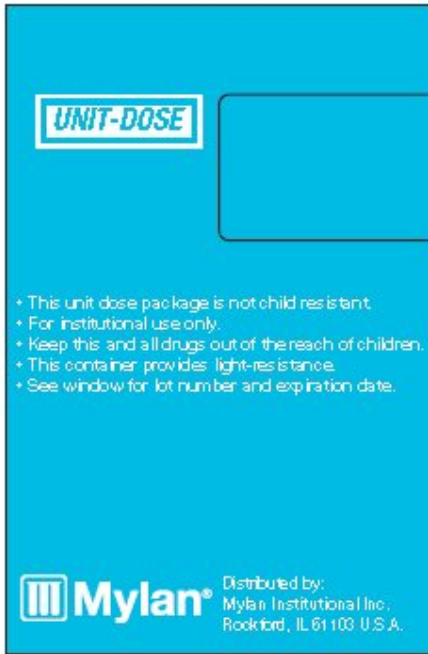 UNIT-DOSE
• This unit dose package is not child resistant.
• For institutional use only.
• Keep this and all drugs out of the reach of children.
• This container provides light-resistance.
• See window for lot number and expiration date.
Mylan®
Distributed by:
Mylan Institutional Inc.
Rockford, IL 61103 U.S.A.